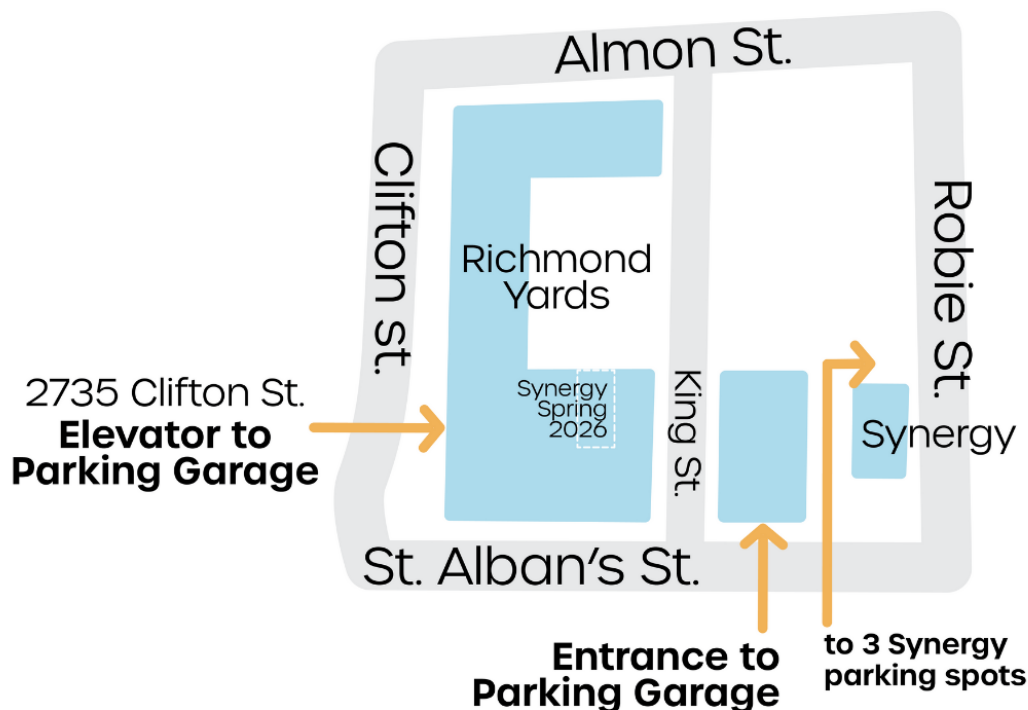 Almon St.
Clifton st.
Richmond
Yards
Robie St.
2735 Clifton St.
Elevator to
Parking Garage
Synergy
Spring
2026
King St.
Synergy
St. Alban's St.
Entrance to
Parking Garage
to 3 Synergy
parking spots